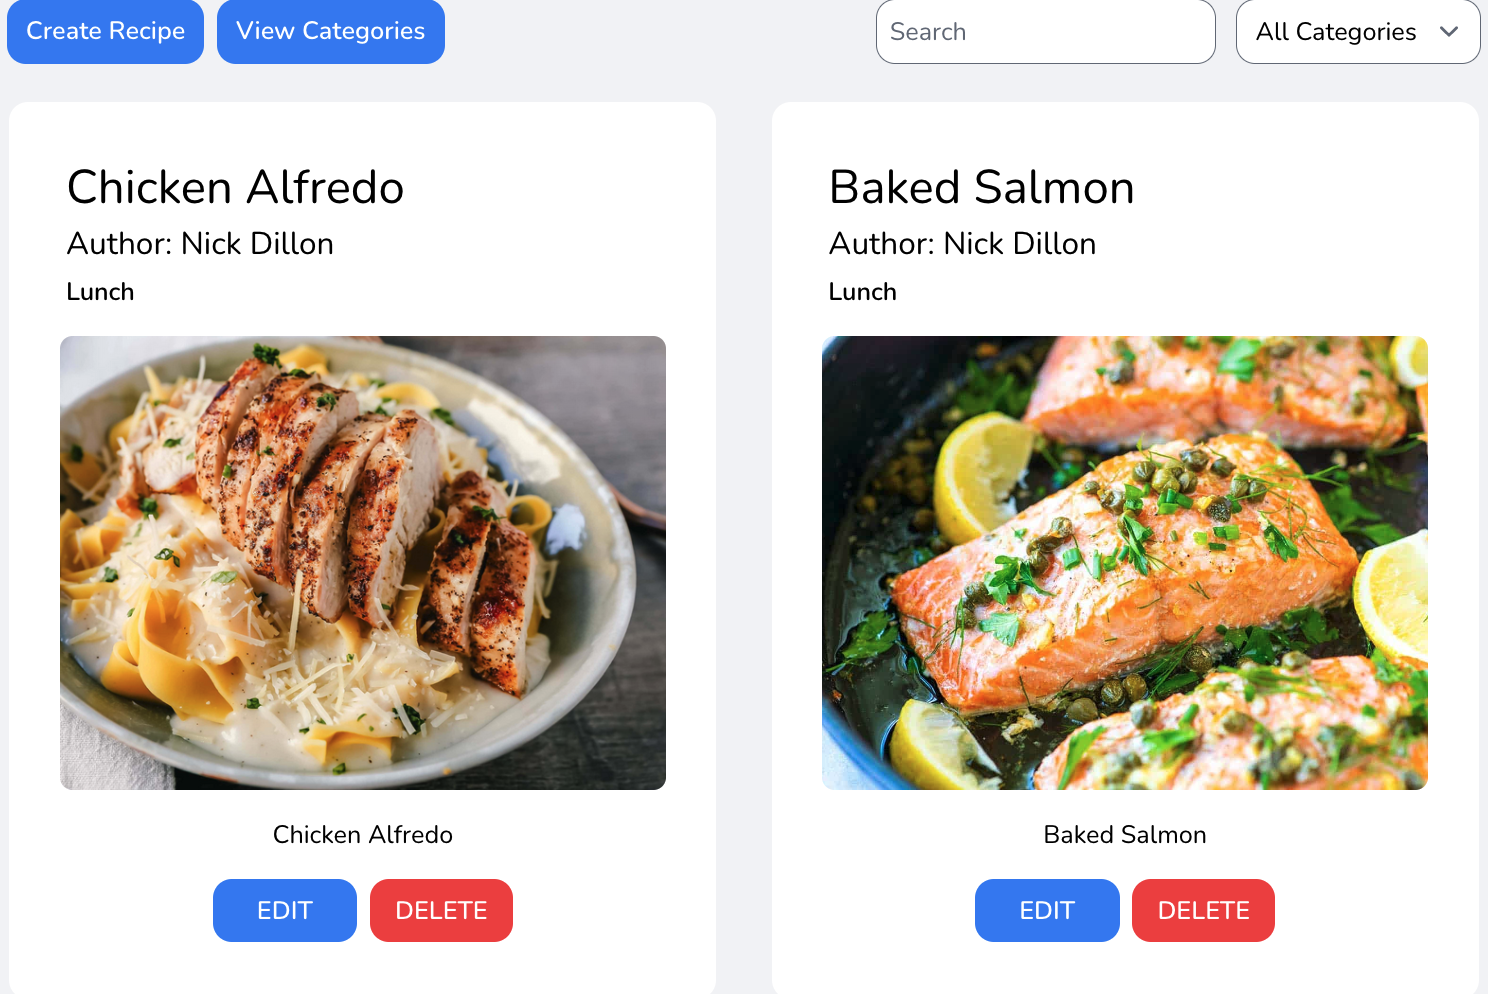 Create Recipe
View Categories
Search
All Categories
Chicken Alfredo
Author: Nick Dillon
Lunch
Chicken Alfredo
EDIT
DELETE
Baked Salmon
Author: Nick Dillon
Lunch
Baked Salmon
EDIT
DELETE